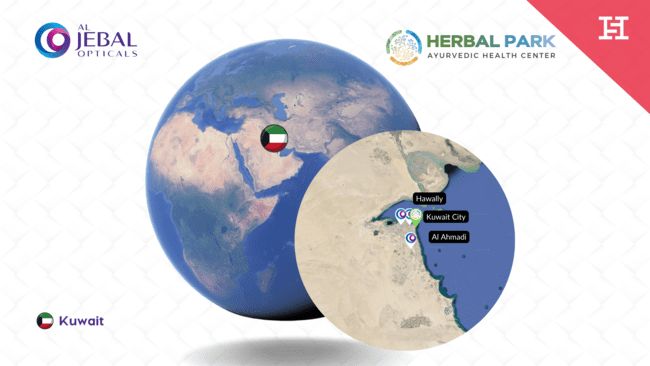 AL
JEBAL
OPTICALS
HERBAL PARK
AYURVEDIC HEALTH CENTER
Hawally
Kuwait City
Al Ahmadi
Kuwait